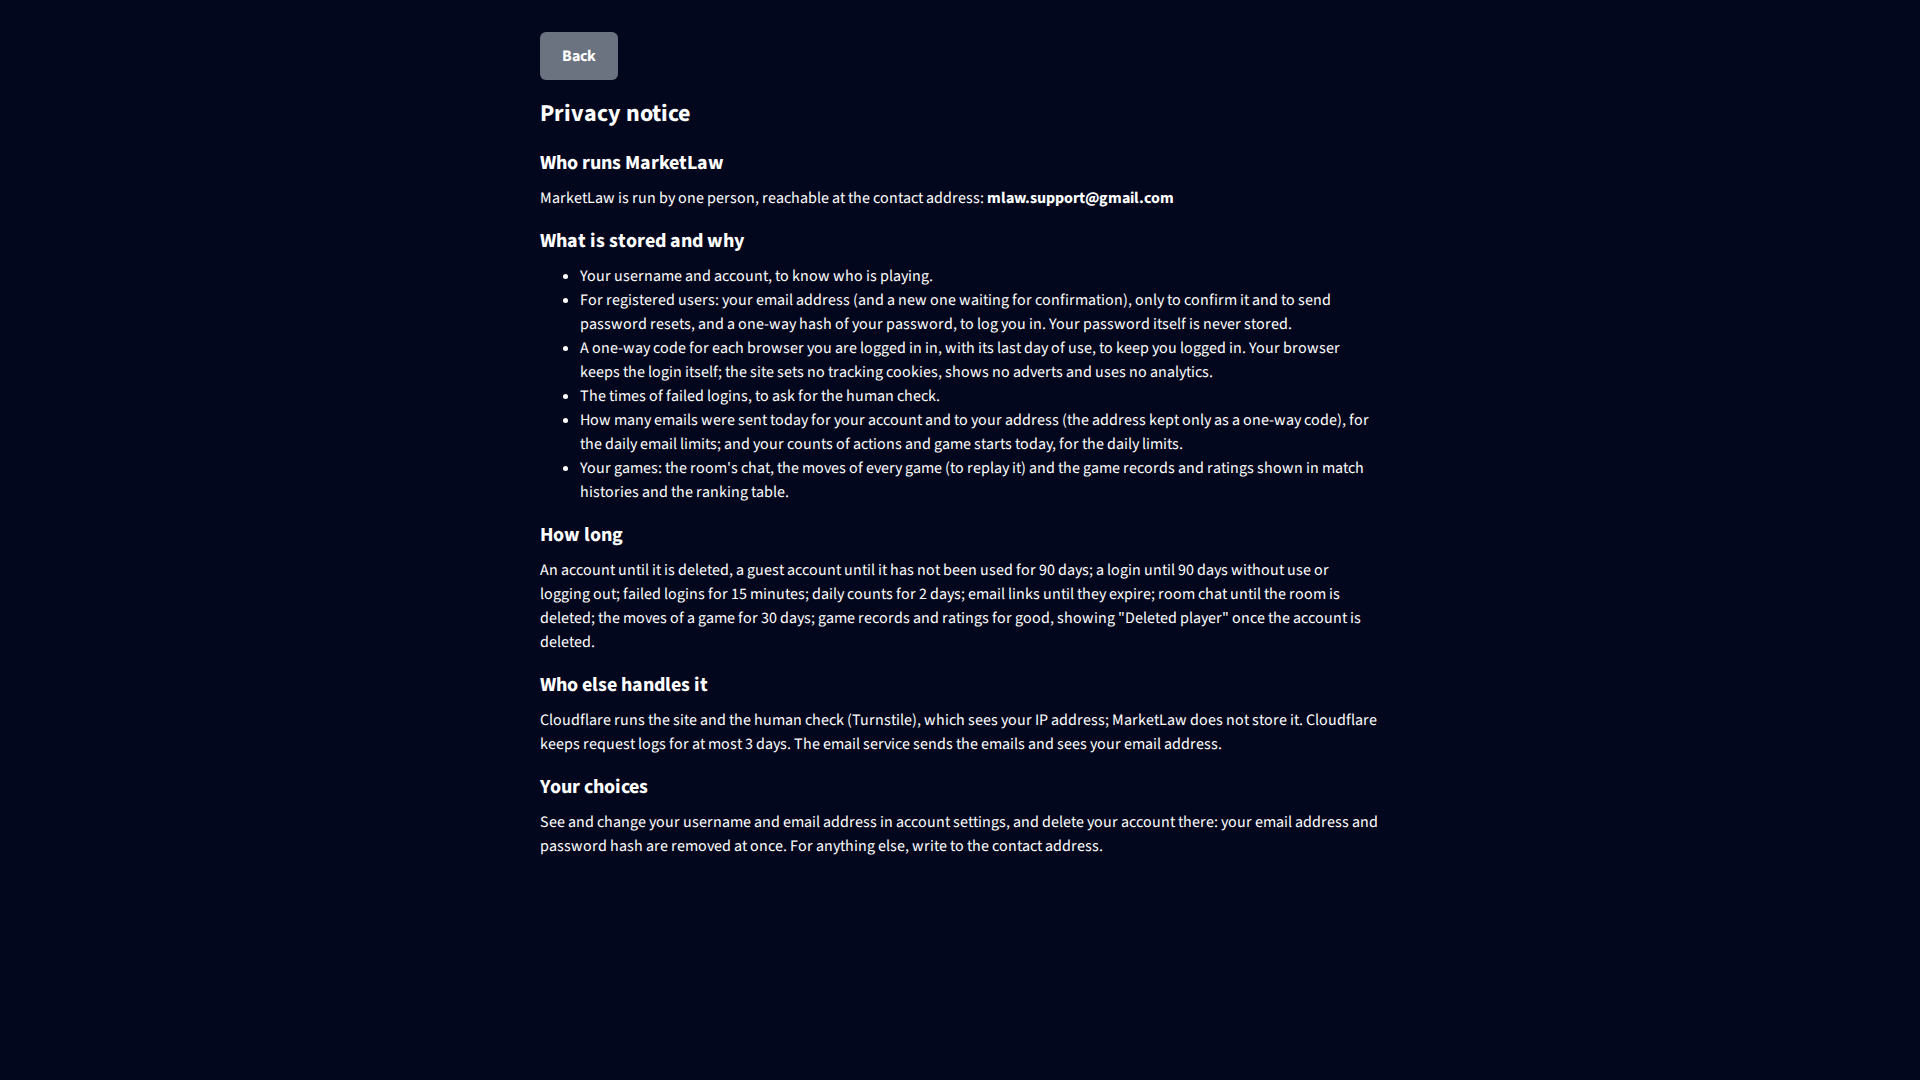 Back
Privacy notice
Who runs MarketLaw
MarketLaw is run by one person, reachable at the contact address: mlaw.support@gmail.com
What is stored and why
• Your username and account, to know who is playing.
• For registered users: your email address (and a new one waiting for confirmation), only to confirm it and to send
password resets, and a one-way hash of your password, to log you in. Your password itself is never stored.
• A one-way code for each browser you are logged in in, with its last day of use, to keep you logged in. Your browser
keeps the login itself; the site sets no tracking cookies, shows no adverts and uses no analytics.
• The times of failed logins, to ask for the human check.
• How many emails were sent today for your account and to your address (the address kept only as a one-way code), for
the daily email limits; and your counts of actions and game starts today, for the daily limits.
• Your games: the room's chat, the moves of every game (to replay it) and the game records and ratings shown in match
histories and the ranking table.
How long
An account until it is deleted, a guest account until it has not been used for 90 days; a login until 90 days without use or
logging out; failed logins for 15 minutes; daily counts for 2 days; email links until they expire; room chat until the room is
deleted; the moves of a game for 30 days; game records and ratings for good, showing "Deleted player" once the account is
deleted.
Who else handles it
Cloudflare runs the site and the human check (Turnstile), which sees your IP address; MarketLaw does not store it. Cloudflare
keeps request logs for at most 3 days. The email service sends the emails and sees your email address.
Your choices
See and change your username and email address in account settings, and delete your account there: your email address and
password hash are removed at once. For anything else, write to the contact address.